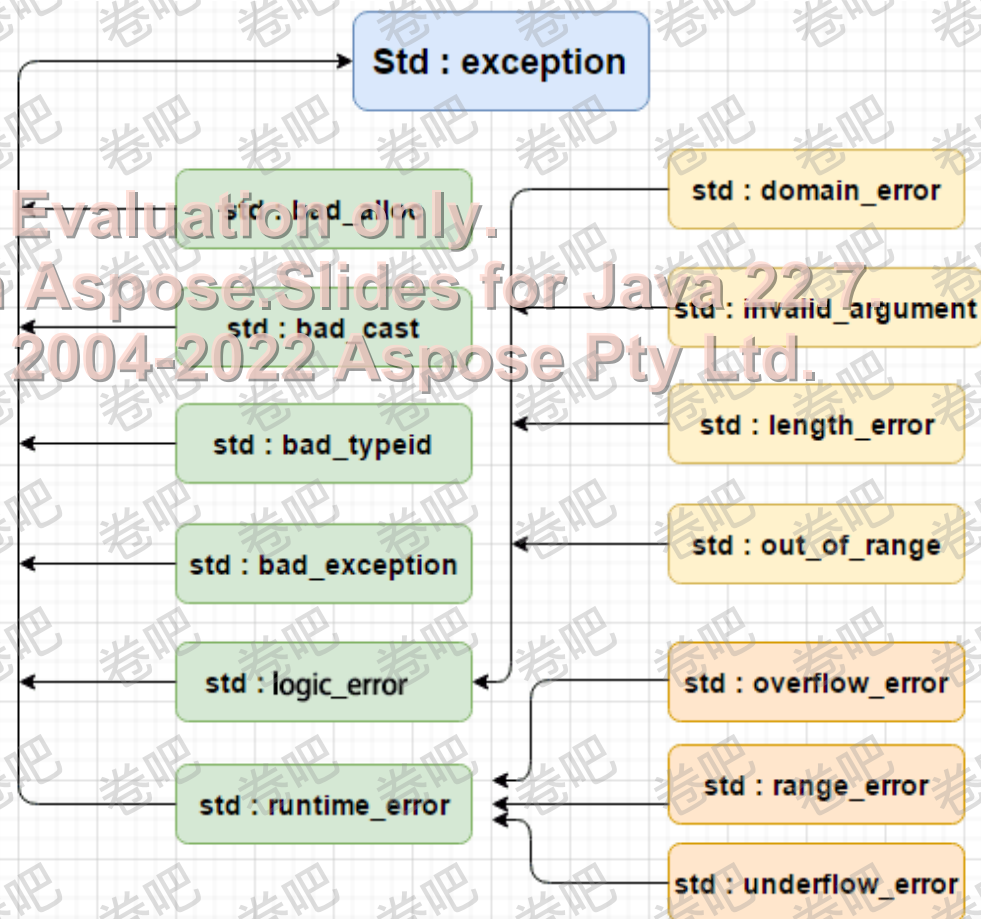 Std : exception
std : bad_alloc
std : bad_cast
std : bad_typeid
std : bad_exception
std : logic_error
std : runtime_error
std : domain_error
std : invalid_argument
std : length_error
std : out_of_range
std : overflow_error
std : range_error
std : underflow_error
Evaluation only.
Aspose.Slides for Java 22.7.
2004-2022 Aspose Pty Ltd.
卷吧